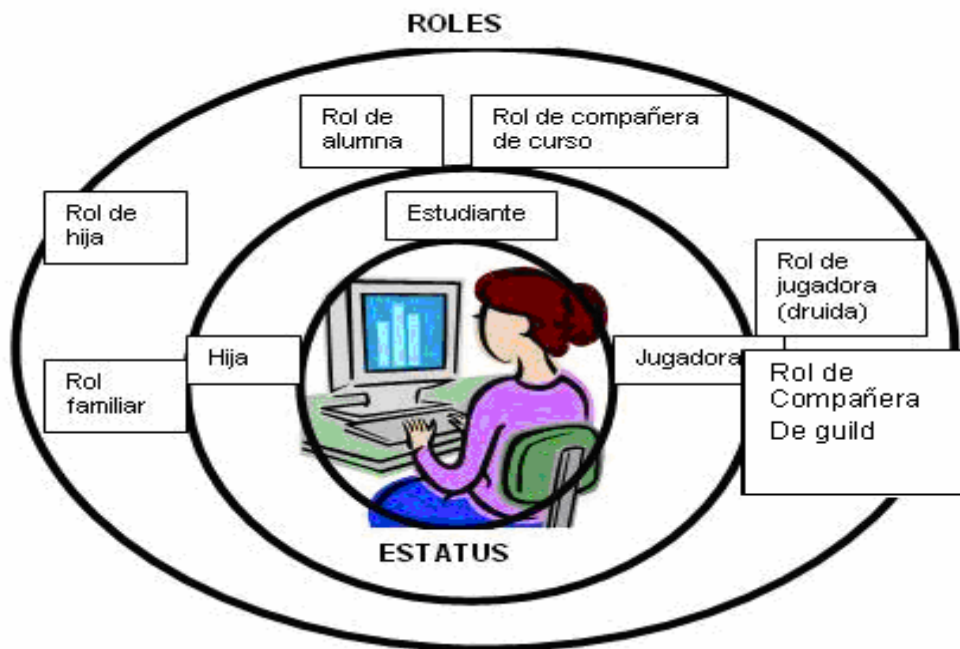 ROLES
Rol de
alumna
Rol de compañera
de curso
Rol de
hija
Estudiante
Rol de
jugadora
(druida)
Hija
Jugadora
Rol
familiar
Rol de
Compañera
De guild
ESTATUS